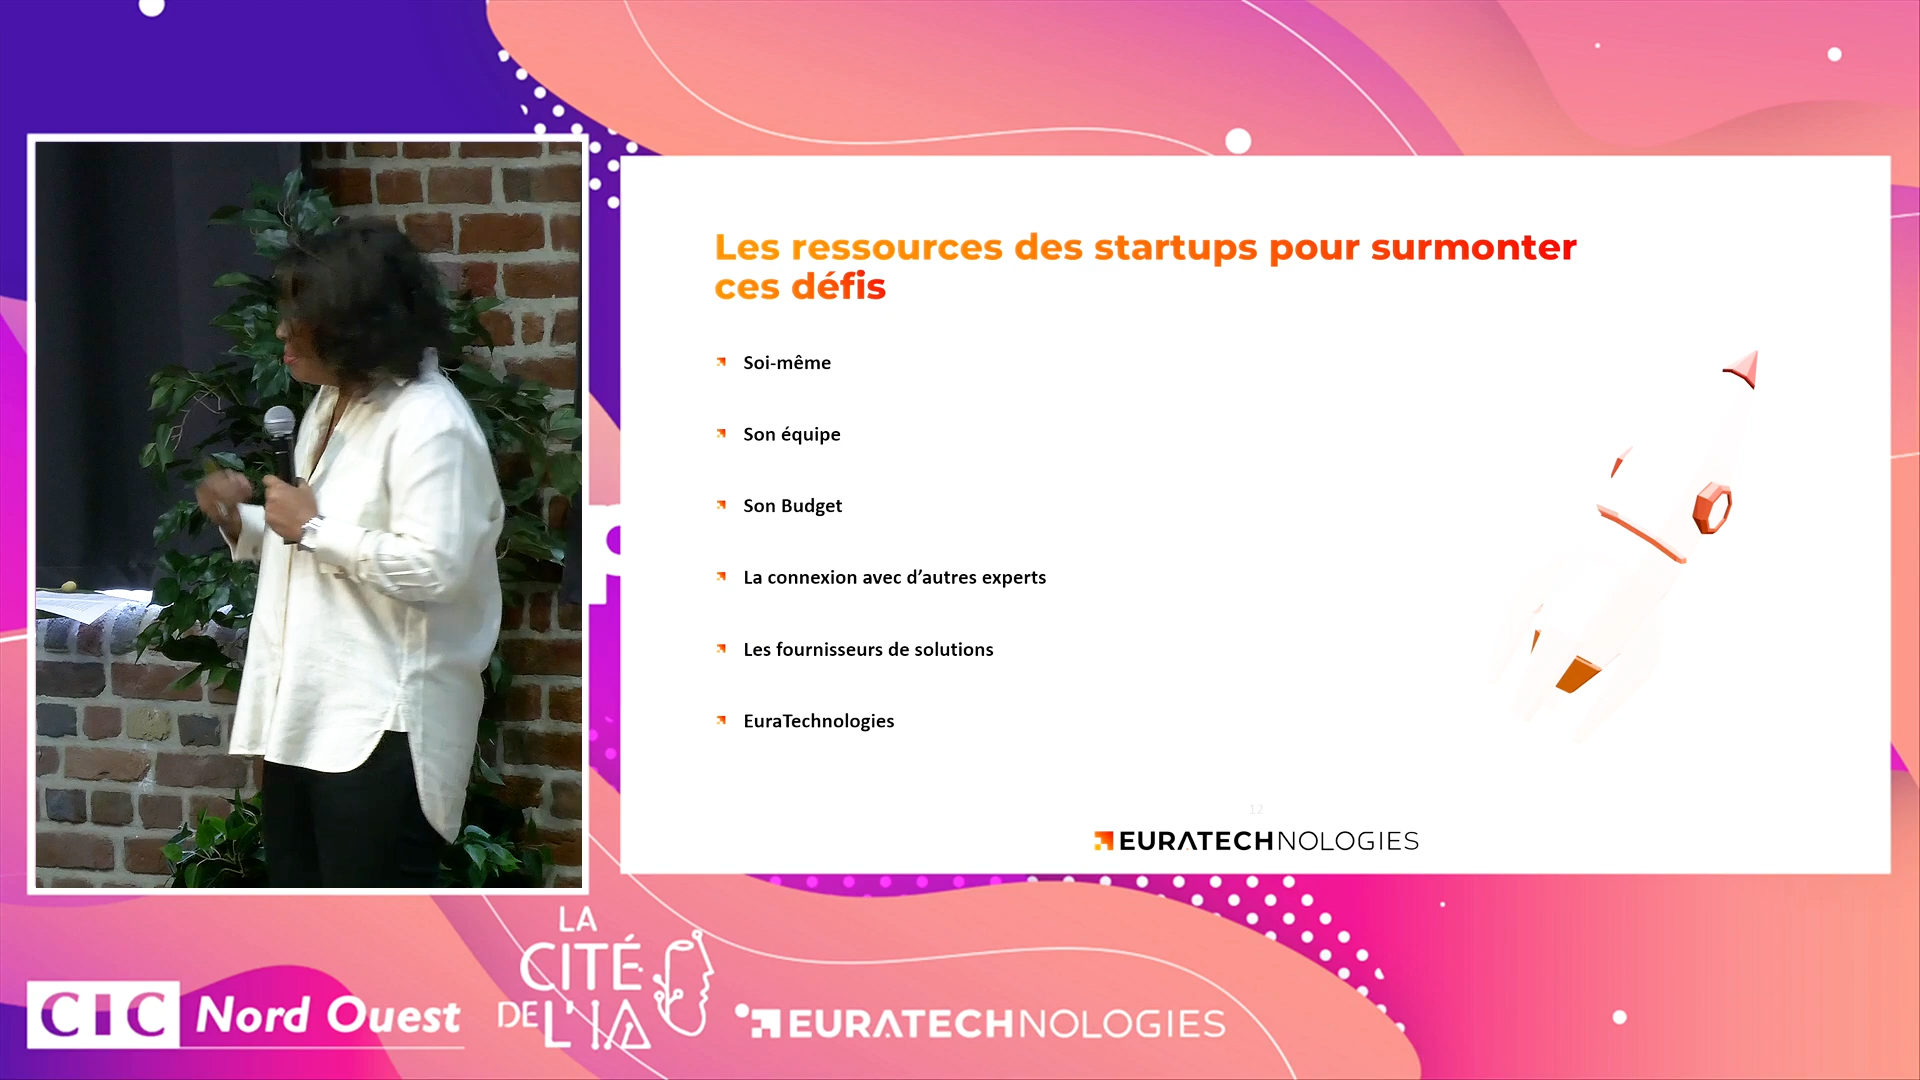 Les ressources des startups pour surmonter
ces défis
Soi-même
Son équipe
Son Budget
La connexion avec d’autres experts
Les fournisseurs de solutions
EuraTechnologies
12
EURATECHNOLOGIES
CIC Nord Ouest
LA
CITÉ
DE L'IA
EURATECHNOLOGIES